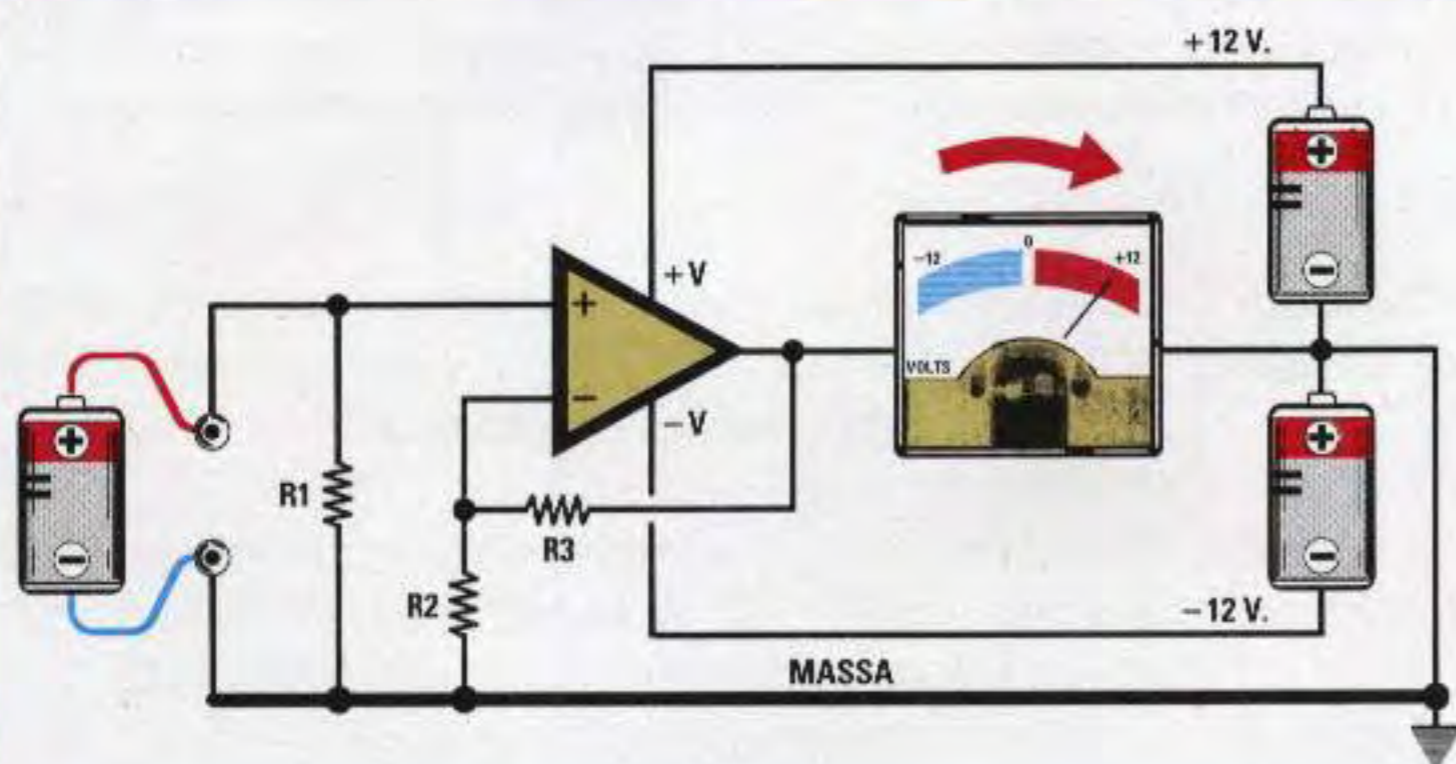 +12 V.
-12
0
+12
+V
+
VOLTS
-
-V
+
-
+
-
+
-
R1
R3
R2
-12 V.
MASSA